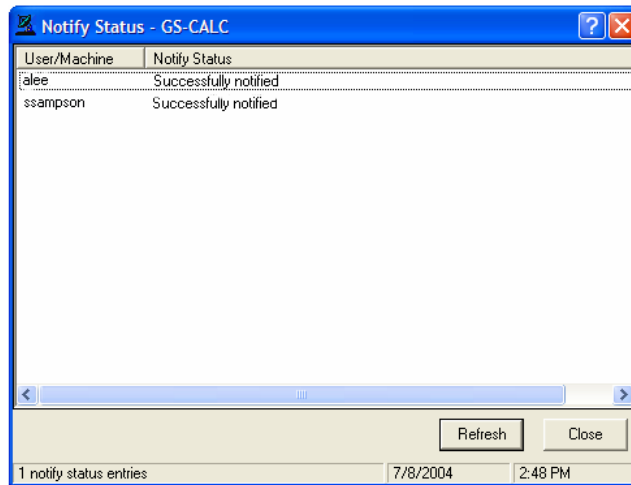 Notify Status - GS-CALC
User/Machine Notify Status
alee Successfully notified
ssampson Successfully notified
Refresh Close
1 notify status entries 7/8/2004 2:48 PM